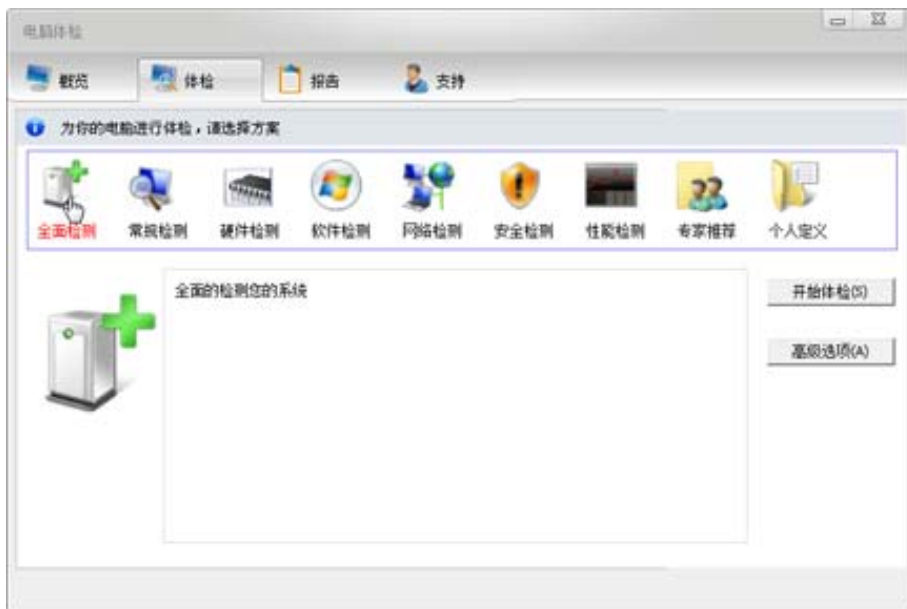 电脑体检
概览 体检 报告 支持
为你的电脑进行体检，请选择方案
全面检测 常规检测 硬件检测 软件检测 网络检测 安全检测 性能检测 专家推荐 个人定义
全面的检测您的系统
开始体检(S)
高级选项(A)